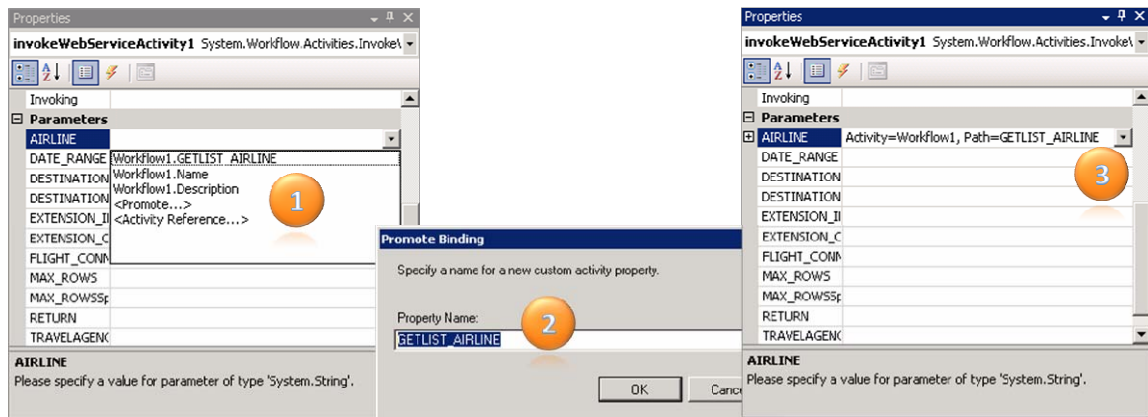 Properties
invokeWebServiceActivity1 System.Workflow.Activities.Invoke\
Invoking
Parameters
AIRLINE
DATE_RANGE
DESTINATION
DESTINATION
EXTENSION_II
EXTENSION_C
FLIGHT_CONN
MAX_ROWS
MAX_ROWSSp
RETURN
TRAVELAGENC
Workflow1.GETLIST_AIRLINE
Workflow1.Name
Workflow1.Description
<Promote...>
<Activity Reference...>
1
AIRLINE
Please specify a value for parameter of type 'System.String'.
Promote Binding
Specify a name for a new custom activity property.
Property Name:
GETLIST_AIRLINE
2
OK
Canc
Properties
invokeWebServiceActivity1 System.Workflow.Activities.Invoke\
Invoking
Parameters
AIRLINE Activity=Workflow1, Path=GETLIST_AIRLINE
DATE_RANGE
DESTINATION
DESTINATION
EXTENSION_II
EXTENSION_C
FLIGHT_CONN
MAX_ROWS
MAX_ROWSSp
RETURN
TRAVELAGENC
3
AIRLINE
Please specify a value for parameter of type 'System.String'.